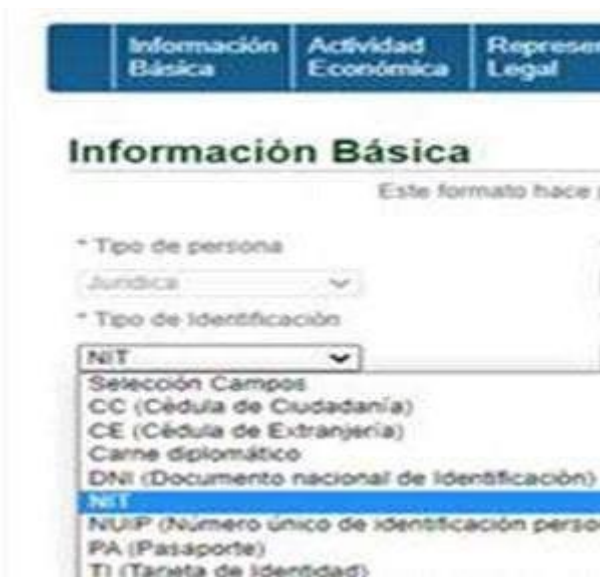 Información Básica
Actividad Económica
Legal
Información Básica
Este formato hace
* Tipo de persona
Jurídica
* Tipo de Identificación
NIT
Selección Campos
CC (Cédula de Ciudadanía)
CE (Cédula de Extranjería)
Carne diplomático
DNI (Documento nacional de Identificación)
NIT
NUIP (Número único de identificación
PA (Pasaporte)
TI (Tarjeta de Identidad)